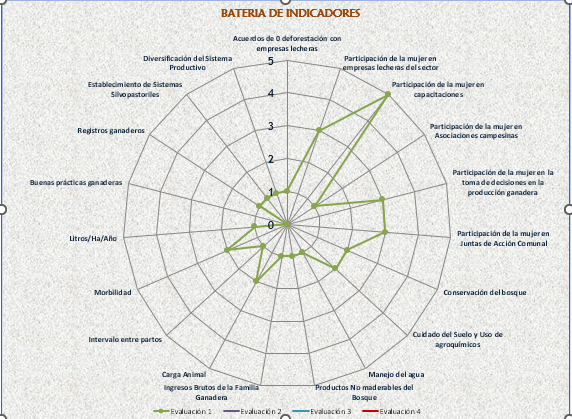 BATERIA DE INDICADORES
Acuerdos de 0 deforestación con
empresas lecheras
Participación de la mujer en
empresas lecheras del sector
Participación de la mujer en
capacitaciones
Participación de la mujer en
Asociaciones campesinas
Participación de la mujer en la
toma de decisiones en la
producción ganadera
Participación de la mujer en
Juntas de Acción Comunal
Conservación del bosque
Cuidado del Suelo y Uso de
agroquímicos
Manejo del agua
Productos No maderables del
Bosque
Ingresos Brutos de la Familia
Ganadera
Carga Animal
Intervalo entre partos
Morbilidad
Litros/Ha/Año
Buenas prácticas ganaderas
Registros ganaderos
Establecimiento de Sistemas
Silvopastoriles
Diversificación del Sistema
Productivo
5
4
3
2
1
0
Evaluación 1
Evaluación 2
Evaluación 3
Evaluación 4